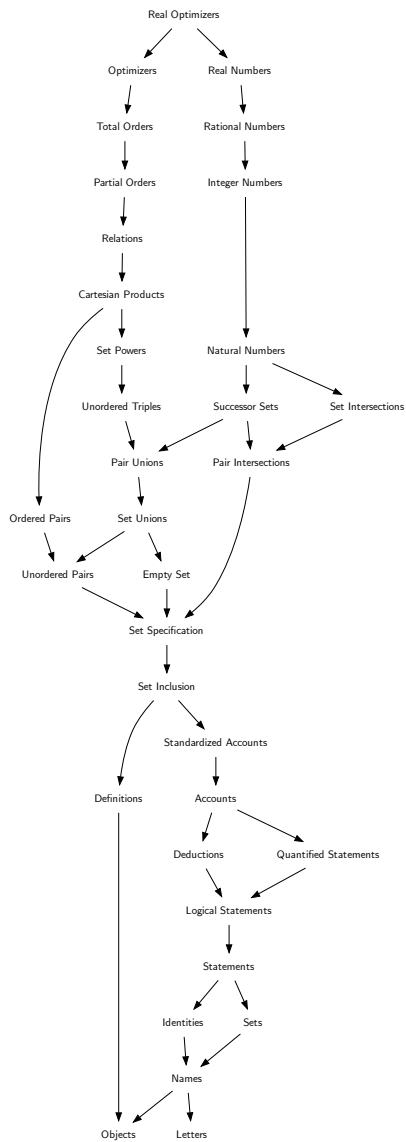 Real Optimizers
Optimizers
Real Numbers
Total Orders
Rational Numbers
Partial Orders
Integer Numbers
Relations
Cartesian Products
Set Powers
Natural Numbers
Unordered Triples
Successor Sets
Set Intersections
Pair Unions
Pair Intersections
Ordered Pairs
Set Unions
Unordered Pairs
Empty Set
Set Specification
Set Inclusion
Standardized Accounts
Definitions
Accounts
Deductions
Quantified Statements
Logical Statements
Statements
Identities
Sets
Names
Objects
Letters